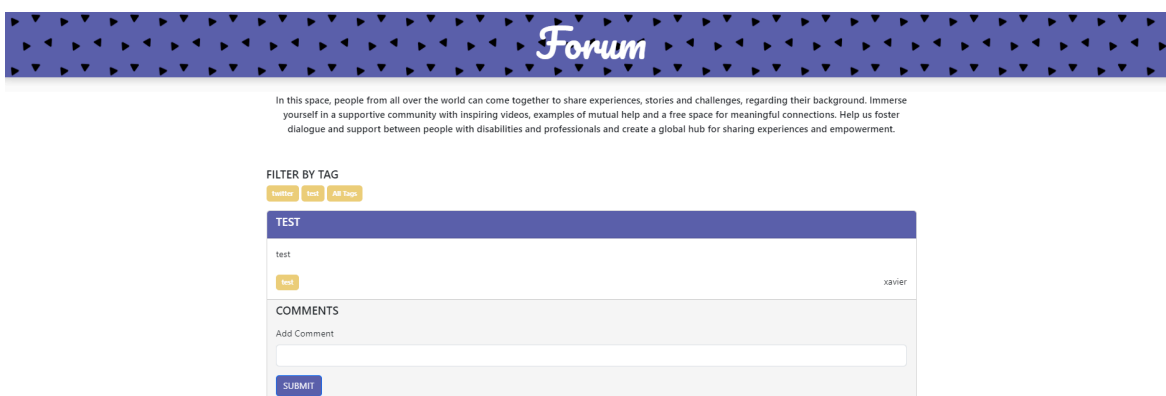 Forum
In this space, people from all over the world can come together to share experiences, stories and challenges, regarding their background. Immerse
yourself in a supportive community with inspiring videos, examples of mutual help and a free space for meaningful connections. Help us foster
dialogue and support between people with disabilities and professionals and create a global hub for sharing experiences and empowerment.
FILTER BY TAG
twitter test All Tags
TEST
test
test xavier
COMMENTS
Add Comment
SUBMIT